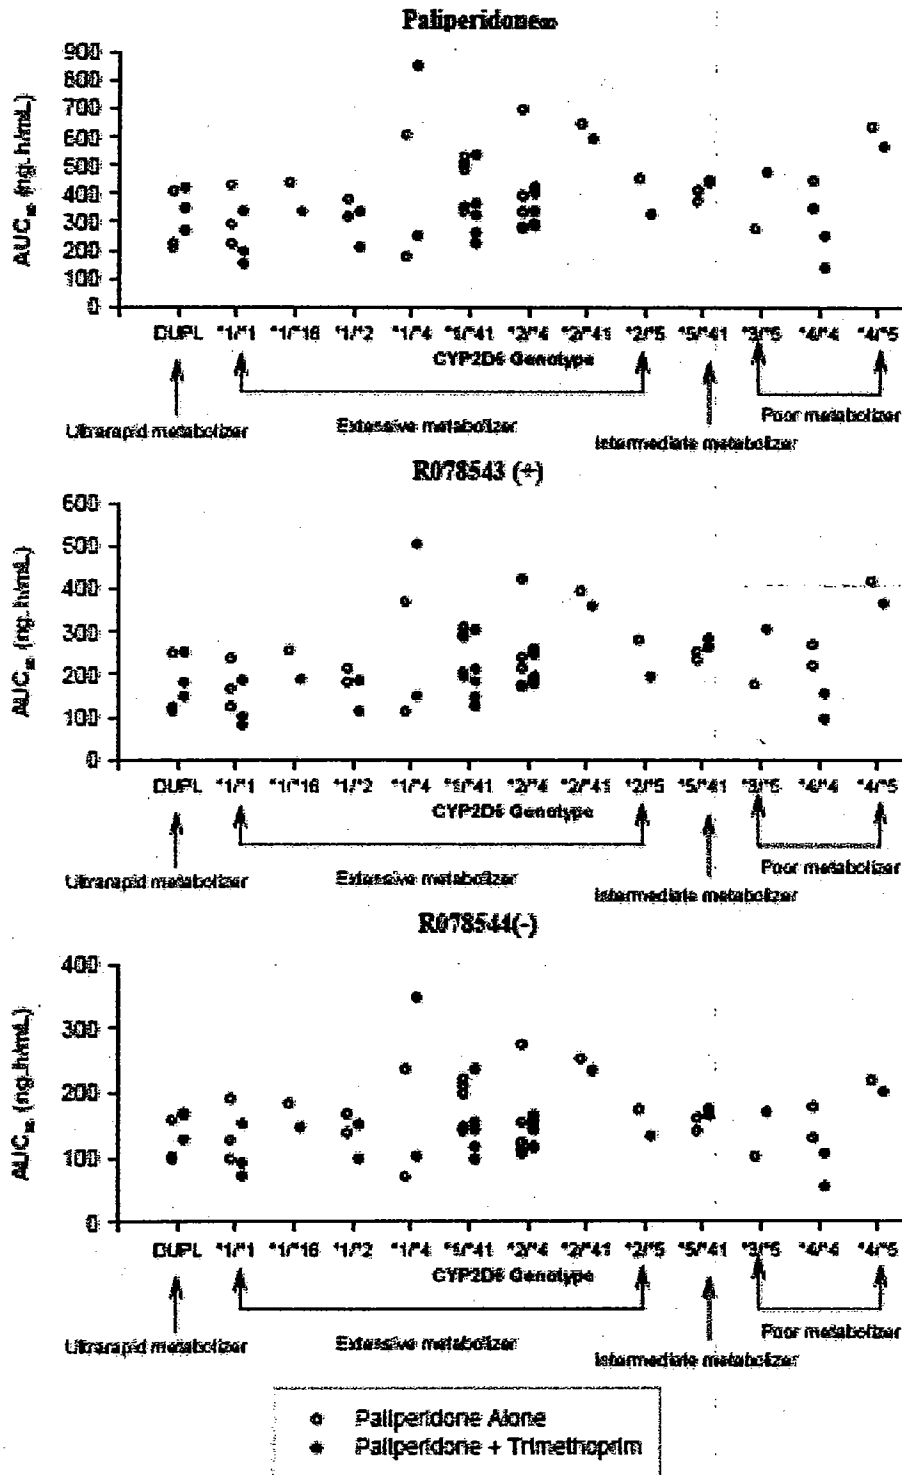 Paliperidone
900
800
700
600
500
400
300
200
100
0
AUC∞ (ng.h/mL)
DUPL *1/*1 *1/*16 *1/*2 *1/*4 *1/*41 *2/*4 *2/*41 *2/*5 *5/*41 *3/*5 *4/*4 *4/*5
CYP2D6 Genotype
Ultrarapid metabolizer
Extessive metabolizer
Intermediate metabolizer
Poor metabolizer
R078543 (+)
600
500
400
300
200
100
0
AUC∞ (ng.h/mL)
DUPL *1/*1 *1/*16 *1/*2 *1/*4 *1/*41 *2/*4 *2/*41 *2/*5 *5/*41 *3/*5 *4/*4 *4/*5
CYP2D6 Genotype
Ultrarapid metabolizer
Extessive metabolizer
Intermediate metabolizer
Poor metabolizer
R078544(-)
400
300
200
100
0
AUC∞ (ng.h/mL)
DUPL *1/*1 *1/*16 *1/*2 *1/*4 *1/*41 *2/*4 *2/*41 *2/*5 *5/*41 *3/*5 *4/*4 *4/*5
CYP2D6 Genotype
Ultrarapid metabolizer
Extessive metabolizer
Intermediate metabolizer
Poor metabolizer
Paliperidone Alone
Paliperidone + Trimethoprim